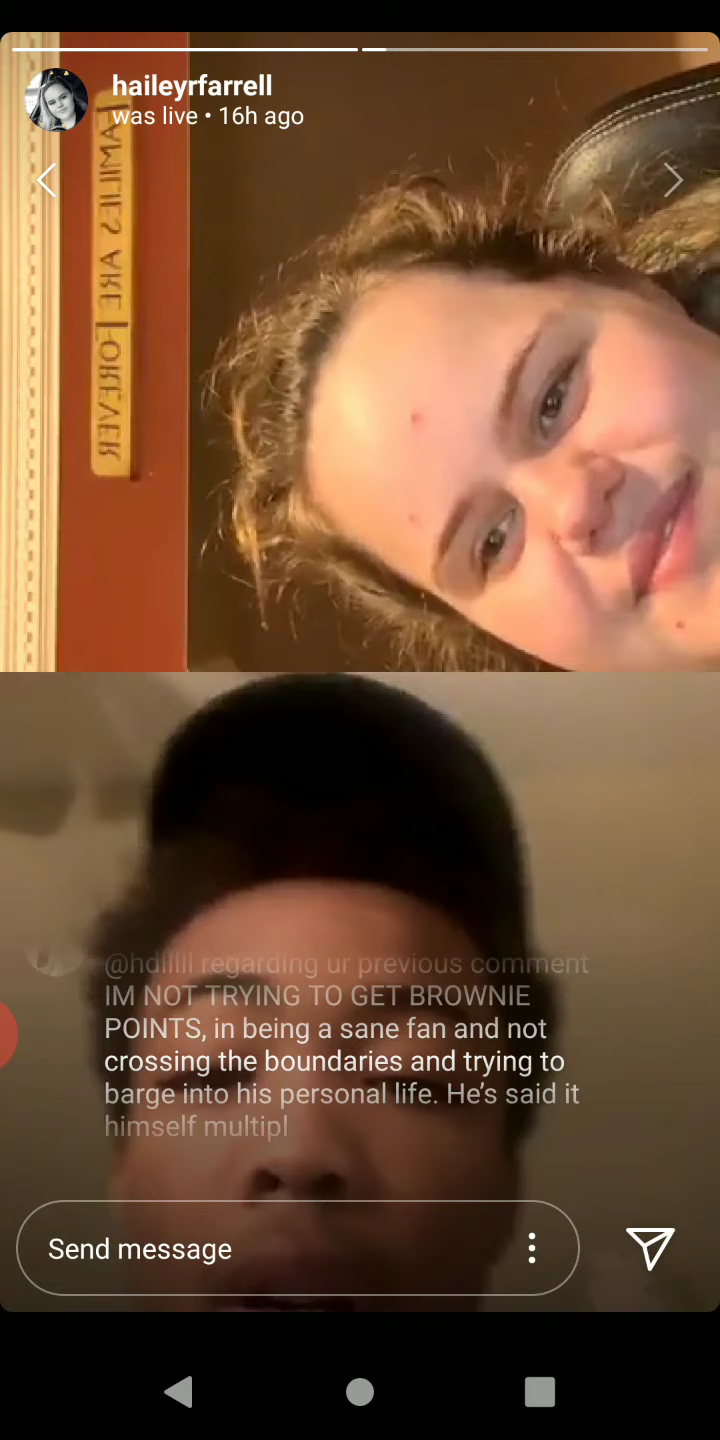 haileyrfarrell
was live • 16h ago
FAMILIES ARE FOREVER
@hdlllll regarding ur previous comment
IM NOT TRYING TO GET BROWNIE
POINTS, in being a sane fan and not
crossing the boundaries and trying to
barge into his personal life. He’s said it
himself multipl
Send message